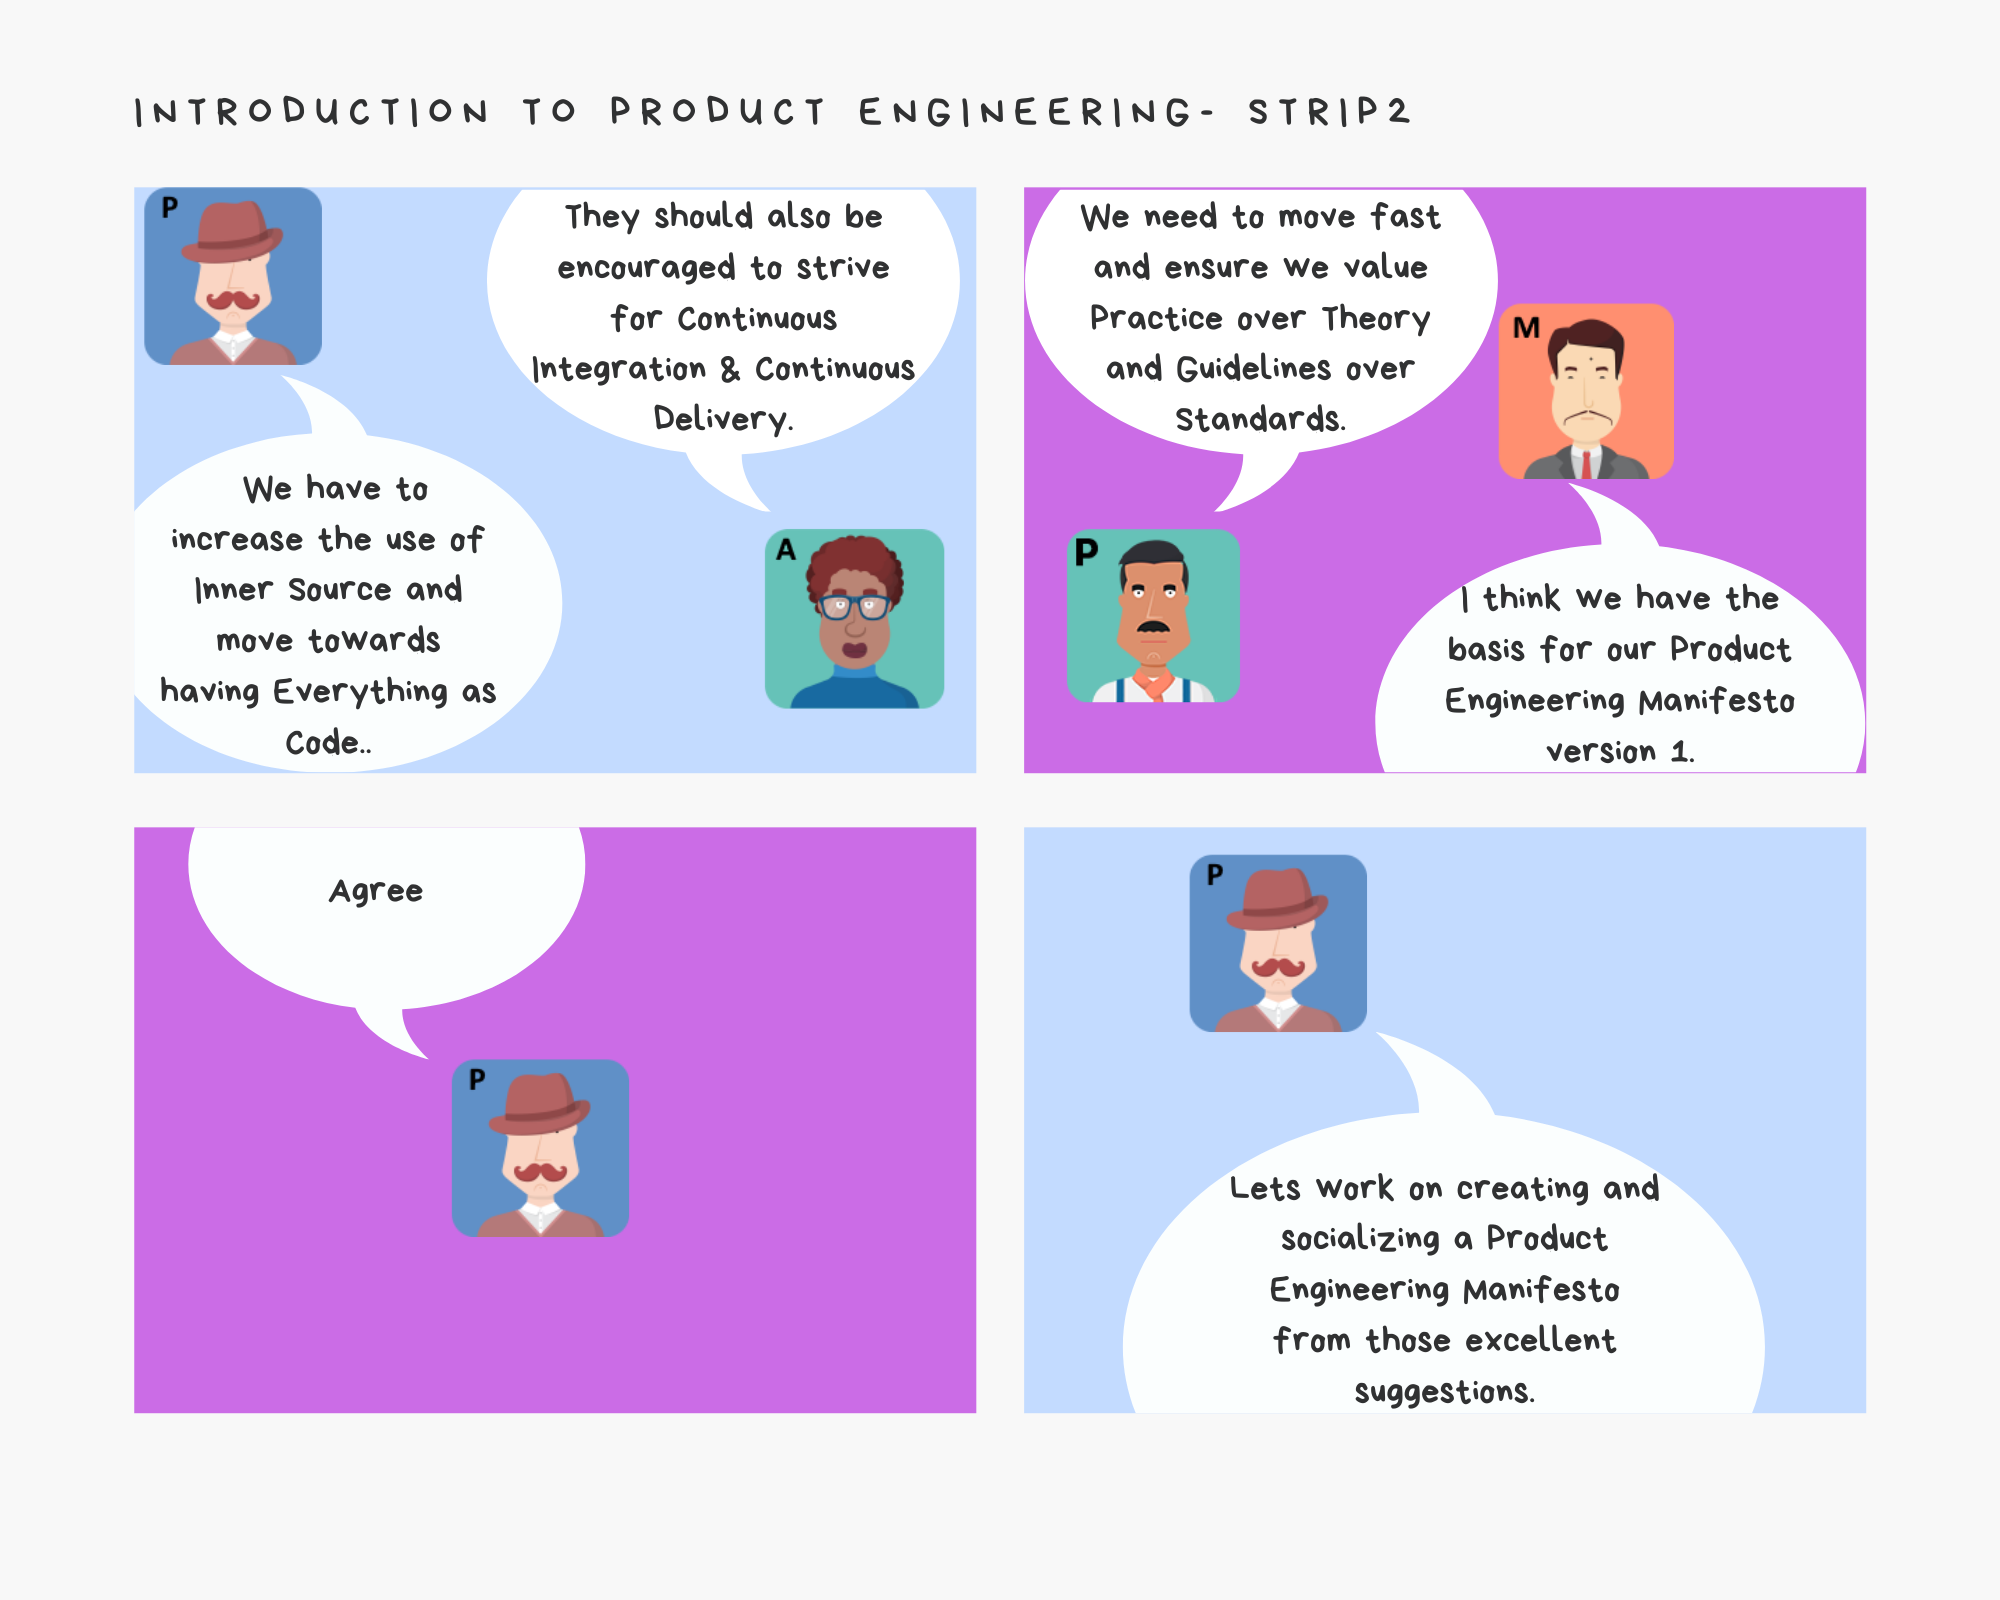 INTRODUCTION TO PRODUCT ENGINEERING- STRIP2
P
We have to
increase the use of
Inner Source and
move towards
having Everything as
Code..
They should also be
encouraged to strive
for Continuous
Integration & Continuous
Delivery.
A
We need to move fast
and ensure we value
Practice over Theory
and Guidelines over
Standards.
P
M
I think we have the
basis for our Product
Engineering Manifesto
version 1.
Agree
P
P
Lets work on creating and
socializing a Product
Engineering Manifesto
from those excellent
suggestions.